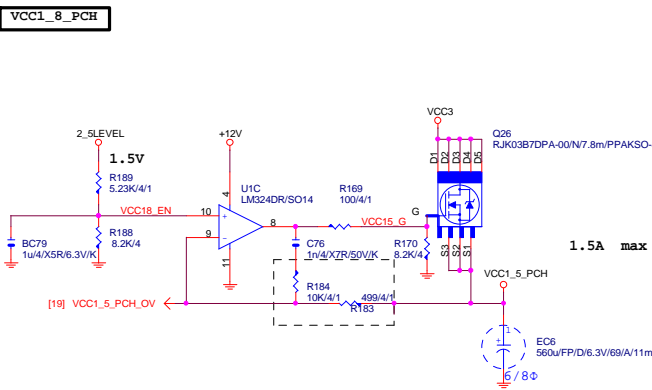 VCC1_8_PCH
VCC3
Q26
RJK03B7DPA-00/N/7.8m/PPAKSO-
D1
D2
D3
D4
D5
2_5LEVEL
+12V
1.5V
R189
5.23K/4/1
U1C
LM324DR/SO14
R169
100/4/1
4
VCC18_EN
10
+
8
VCC15_G
G
9
-
11
R188
8.2K/4
BC79
1u/4/X5R/6.3V/K
C76
1n/4/X7R/50V/K
R170
8.2K/4
S3
S2
S1
1.5A max
VCC1_5_PCH
R184
10K/4/1
499/4/1
R183
[19] VCC1_5_PCH_OV
1
+
EC6
560u/FP/D/6.3V/69/A/11m
6/8Φ